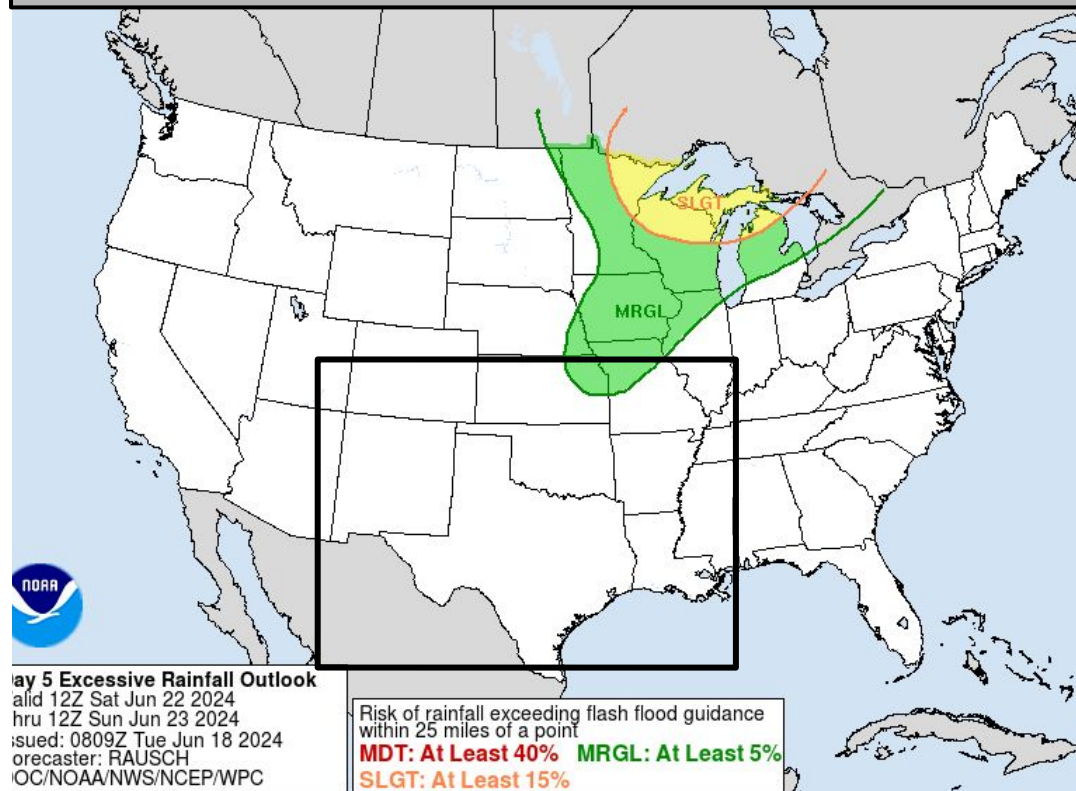 SLGT
MRGL
NOAA
ay 5 Excessive Rainfall Outlook
alid 12Z Sat Jun 22 2024
hru 12Z Sun Jun 23 2024
ssued: 0809Z Tue Jun 18 2024
orecaster: RAUSCH
DOC/NOAA/NWS/NCEP/WPC
Risk of rainfall exceeding flash flood guidance
within 25 miles of a point
MDT: At Least 40% MRGL: At Least 5%
SLGT: At Least 15%